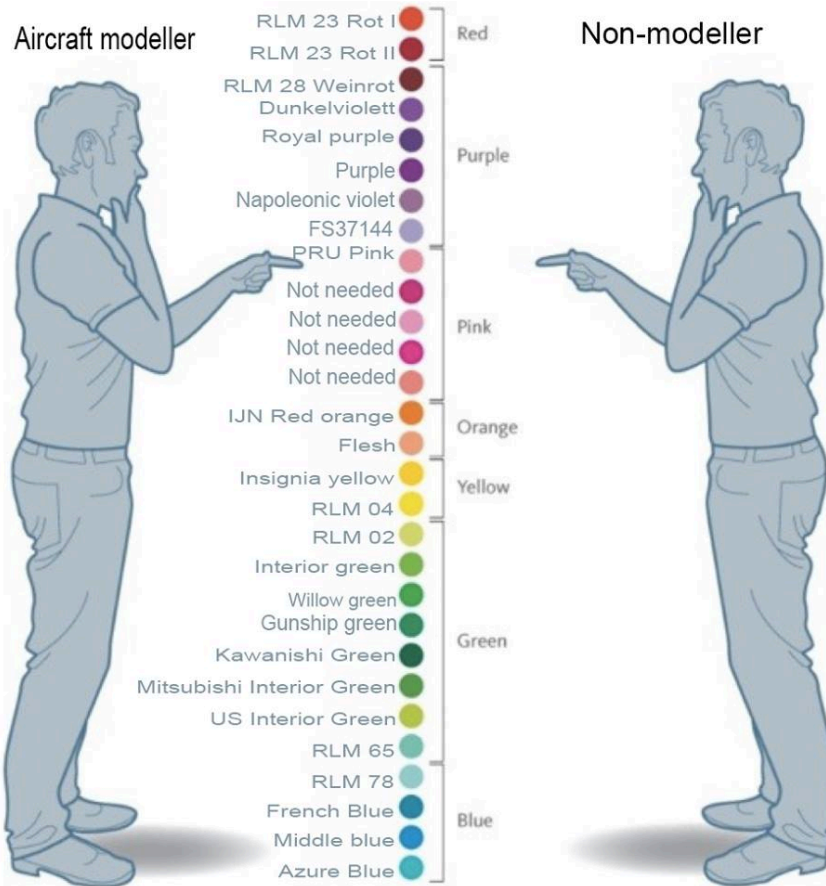 Aircraft modeller
Non-modeller
RLM 23 Rot I
RLM 23 Rot II
Red
RLM 28 Weinrot
Dunkelviolett
Royal purple
Purple
Napoleonic violet
FS37144
Purple
PRU Pink
Not needed
Not needed
Not needed
Not needed
Pink
IJN Red orange
Flesh
Orange
Insignia yellow
RLM 04
Yellow
RLM 02
Interior green
Willow green
Gunship green
Kawanishi Green
Mitsubishi Interior Green
US Interior Green
RLM 65
Green
RLM 78
French Blue
Middle blue
Azure Blue
Blue